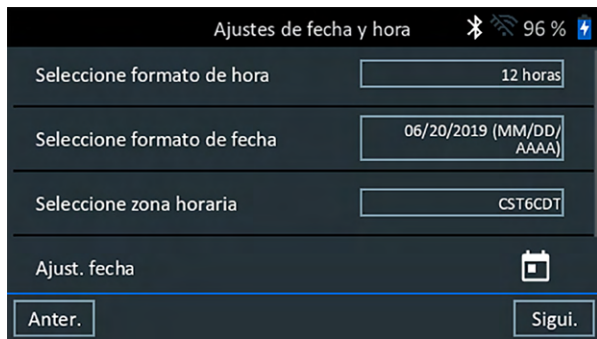 Ajustes de fecha y hora 96 %
Seleccione formato de hora 12 horas
Seleccione formato de fecha 06/20/2019 (MM/DD/
AAAA)
Seleccione zona horaria CST6CDT
Ajust. fecha
Anter. Sigui.